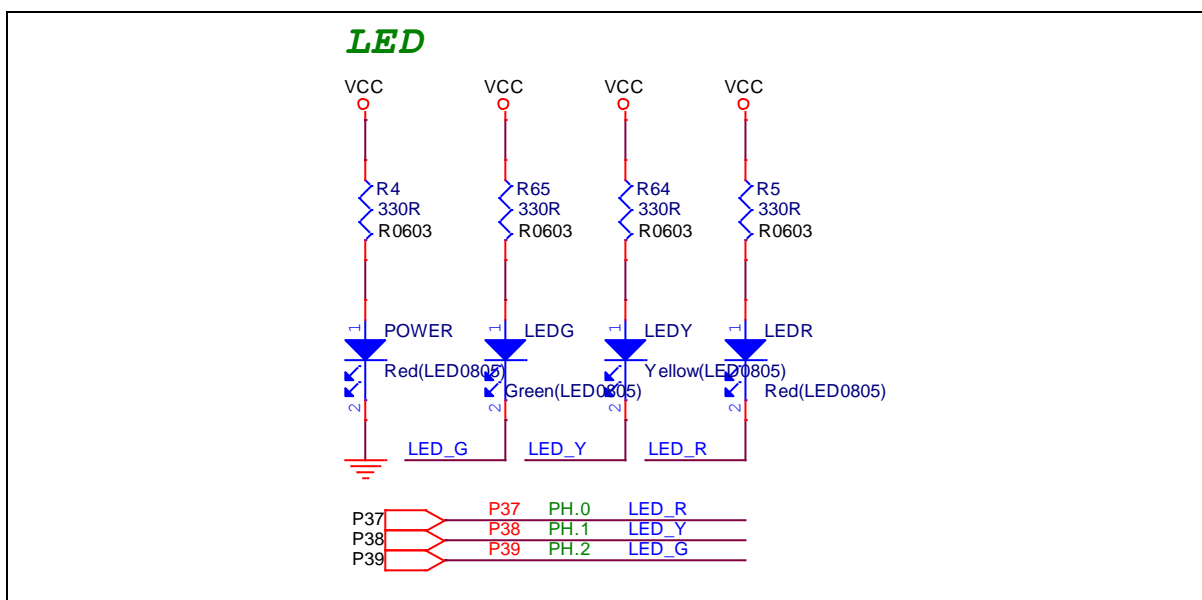 LED
VCC VCC VCC VCC
R4 R65 R64 R5
330R 330R 330R 330R
R0603 R0603 R0603 R0603
1 POWER 1 LEDG 1 LEDY 1 LEDR
Red(LED0805) Yellow(LED0805)
2 Green(LED0805) 2 2 Red(LED0805) 2
LED_G LED_Y LED_R
P37 P37 PH.0 LED_R
P38 P38 PH.1 LED_Y
P39 P39 PH.2 LED_G